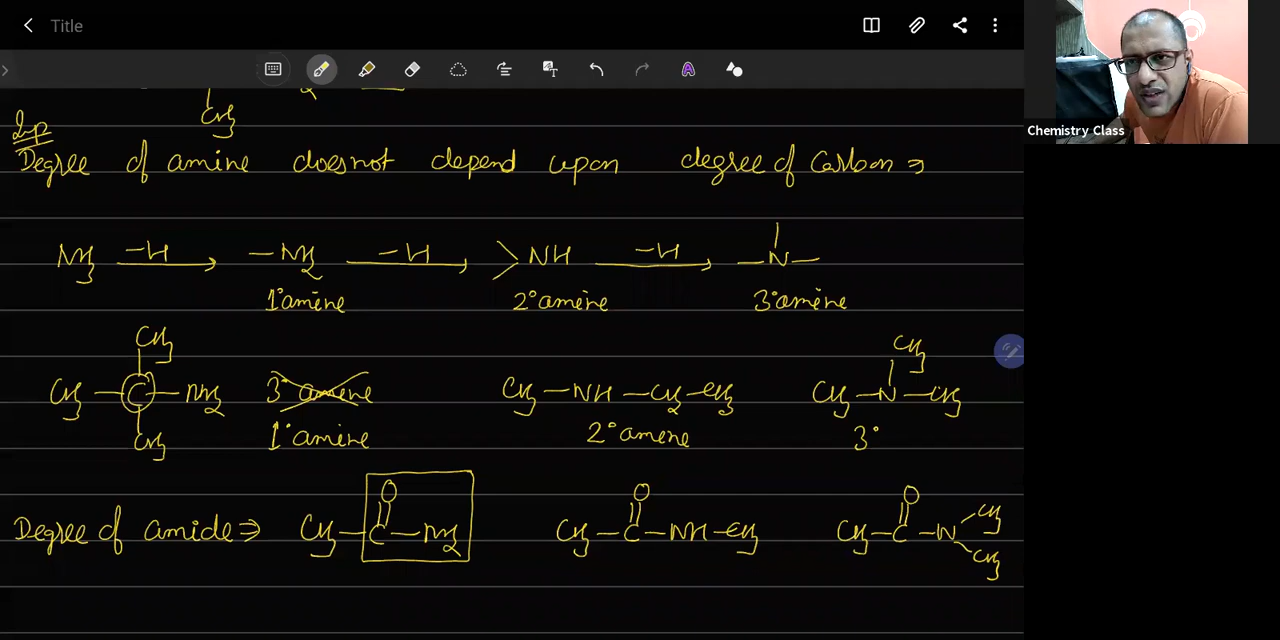 Title
Chemistry Class
CH3
Imp
Degree of amine doesnot depend upon degree of Carbon ⇒
NH3 —H→ —NH2 —H→ >NH —H→ —N—
1°amine 2°amine 3°amine
CH3 CH3
CH3—C—NH2 3°amine CH3—NH—CH2—CH3 CH3—N—CH3
CH3 1°amine 2°amine 3°
O O O
Degree of amide ⇒ CH3—C—NH2 CH3—C—NH—CH3 CH3—C—N CH3
CH3